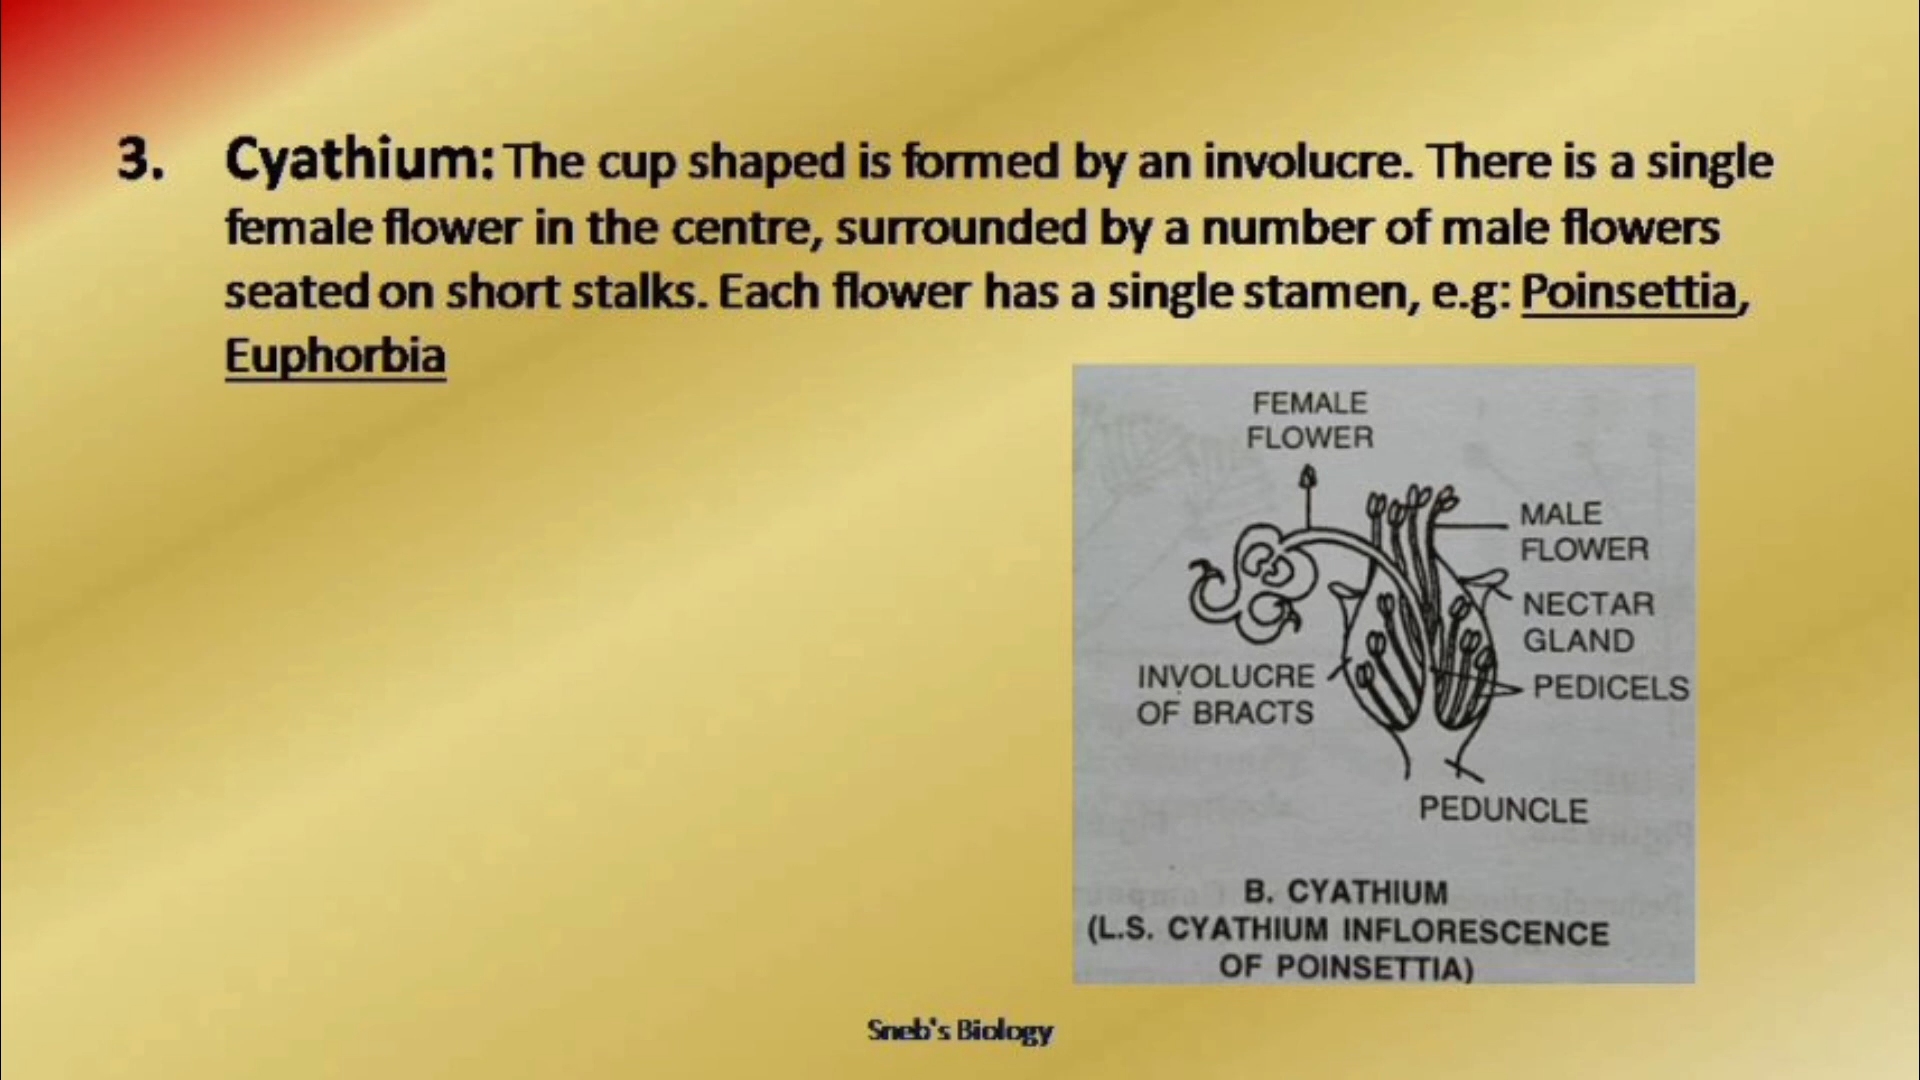 3. Cyathium: The cup shaped is formed by an involucre. There is a single
female flower in the centre, surrounded by a number of male flowers
seated on short stalks. Each flower has a single stamen, e.g: Poinsettia,
Euphorbia
FEMALE
FLOWER
MALE
FLOWER
NECTAR
GLAND
PEDICELS
INVOLUCRE
OF BRACTS
PEDUNCLE
B. CYATHIUM
(L.S. CYATHIUM INFLORESCENCE
OF POINSETTIA)
Sneb's Biology